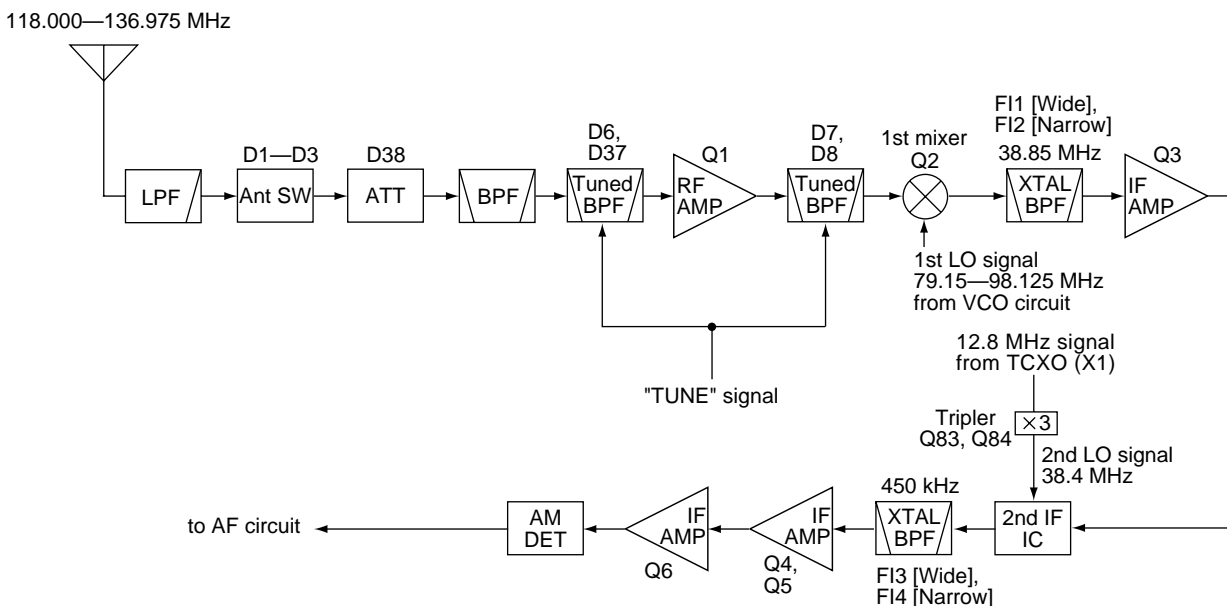 118.000—136.975 MHz
LPF
D1—D3
Ant SW
D38
ATT
BPF
D6,
D37
Tuned
BPF
Q1
RF
AMP
D7,
D8
Tuned
BPF
1st mixer
Q2
1st LO signal
79.15—98.125 MHz
from VCO circuit
FI1 [Wide],
FI2 [Narrow]
38.85 MHz
XTAL
BPF
Q3
IF
AMP
"TUNE" signal
12.8 MHz signal
from TCXO (X1)
Tripler
Q83, Q84
×3
2nd LO signal
38.4 MHz
2nd IF
IC
450 kHz
XTAL
BPF
FI3 [Wide],
FI4 [Narrow]
IF
AMP
Q4,
Q5
IF
AMP
Q6
AM
DET
to AF circuit